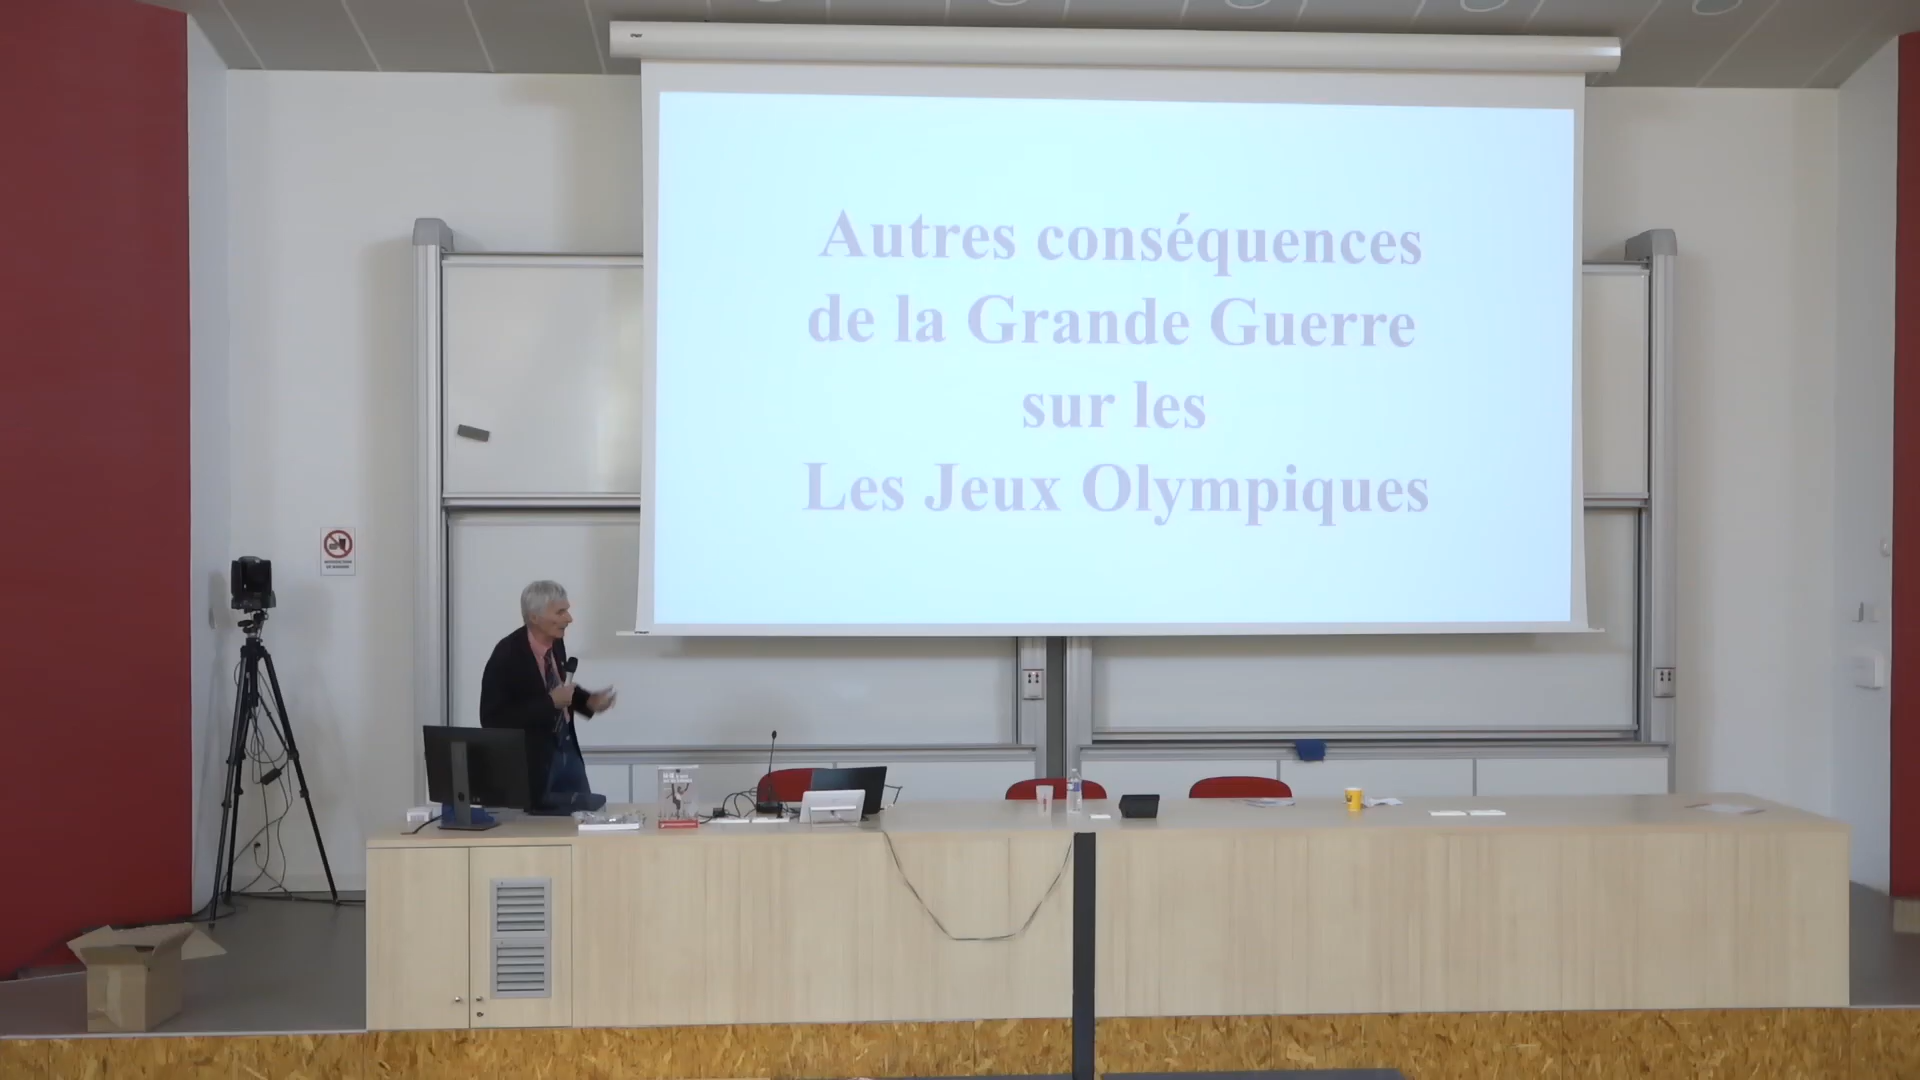 Autres conséquences
de la Grande Guerre
sur les
Les Jeux Olympiques